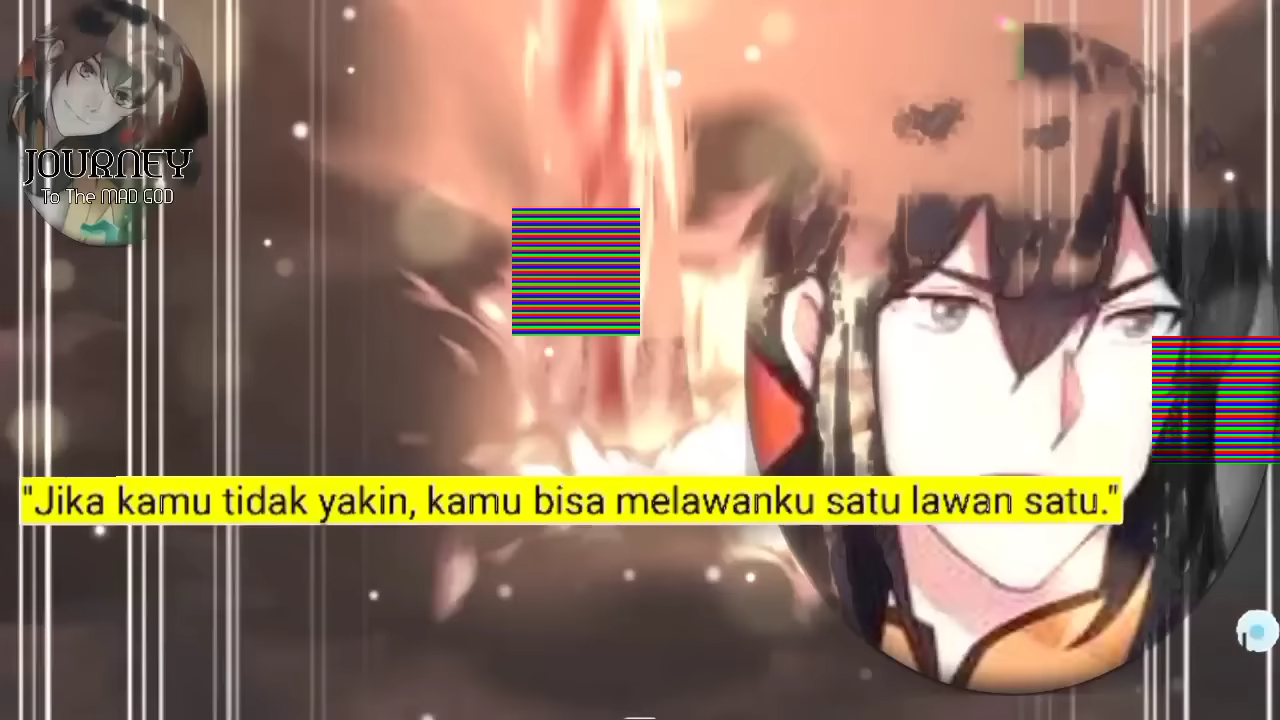 JOURNEY
To The MAD GOD
"Jika kamu tidak yakin, kamu bisa melawanku satu lawan satu."